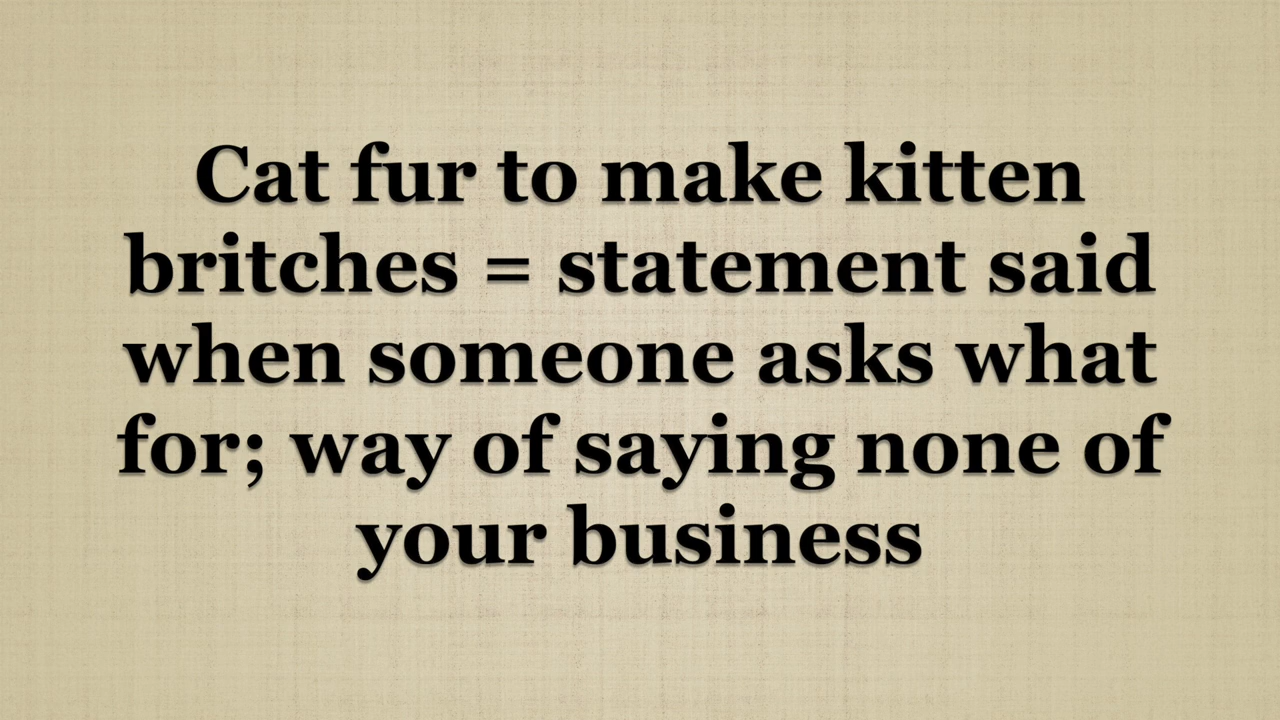 Cat fur to make kitten
britches = statement said
when someone asks what
for; way of saying none of
your business